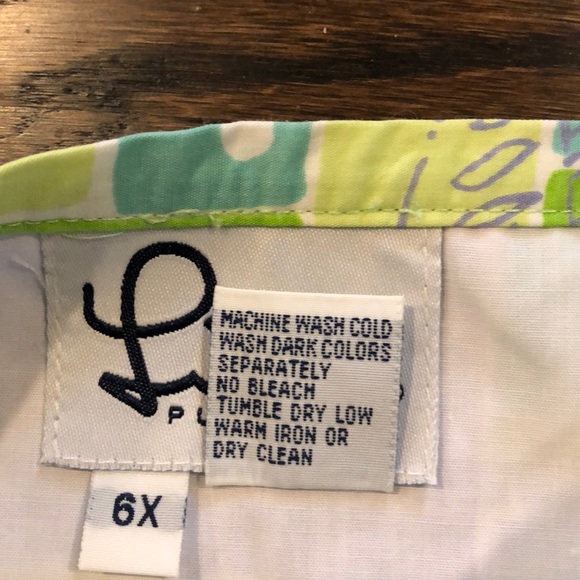 MACHINE WASH COLD
WASH DARK COLORS
SEPARATELY
NO BLEACH
TUMBLE DRY LOW
WARM IRON OR
DRY CLEAN
6X